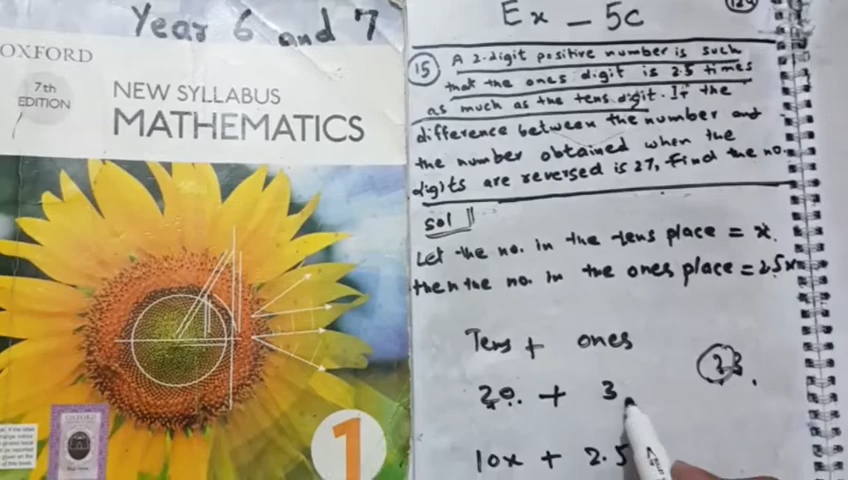 Year 6 and 7
OXFORD
7th
EDITION
NEW SYLLABUS
MATHEMATICS
1
Ex - 5c
15 A 2-digit positive number is such
that the ones digit is 2.5 times
as much as the tens digit. If the
difference between the number and
the number obtained when the
digits are reversed is 27, find the no.
Sol
Let the no. in the tens place = x.
then the no. in the ones place = 2.5x
Tens + ones
20 + 3
23.
10x + 2.5